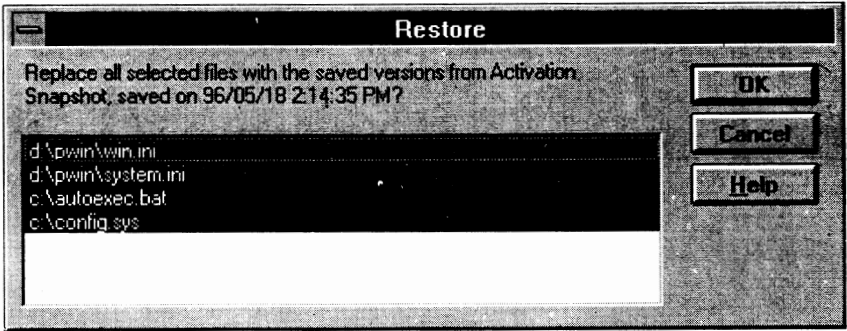 Restore
Replace all selected files with the saved versions from Activation
Snapshot, saved on 96/05/18 2:14:35 PM?
OK
Cancel
Help
d:\pwin\win.ini
d:\pwin\system.ini
c:\autoexec.bat
c:\config.sys